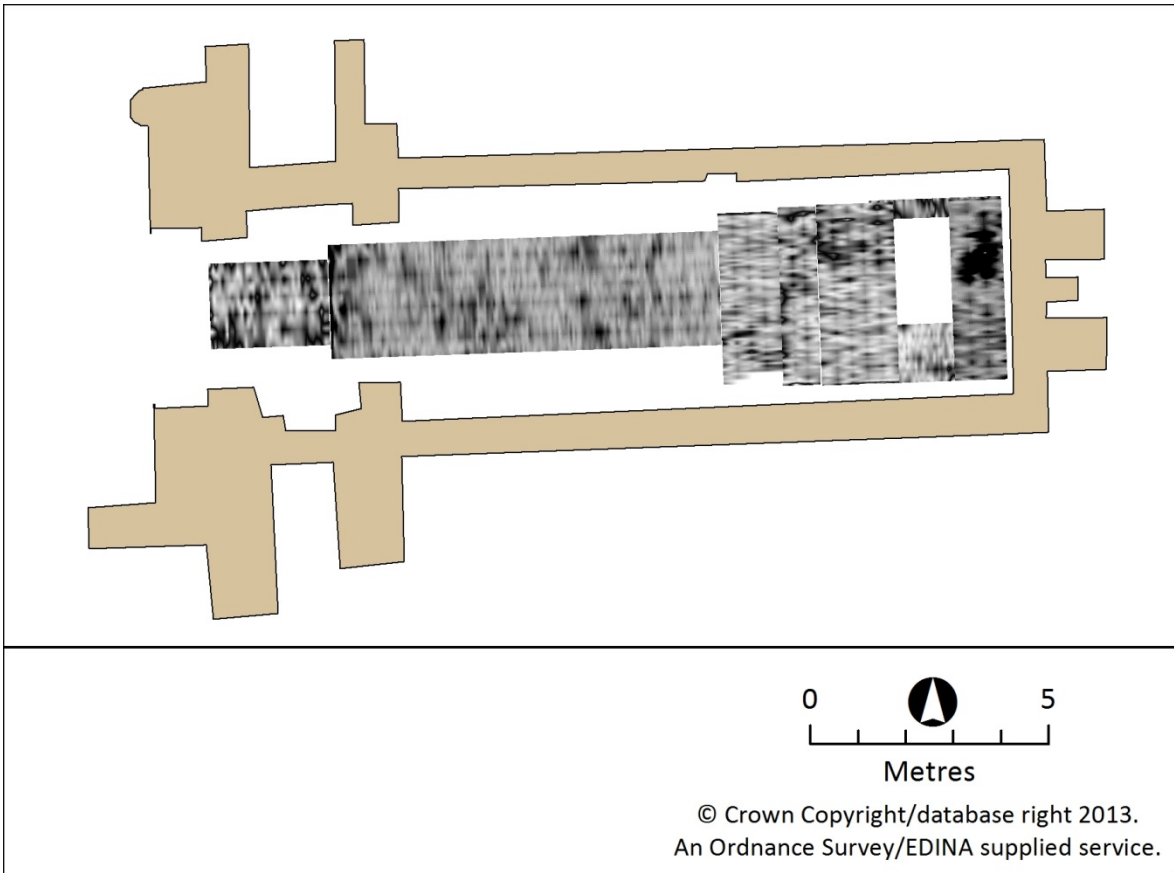 0 5
Metres
© Crown Copyright/database right 2013.
An Ordnance Survey/EDINA supplied service.